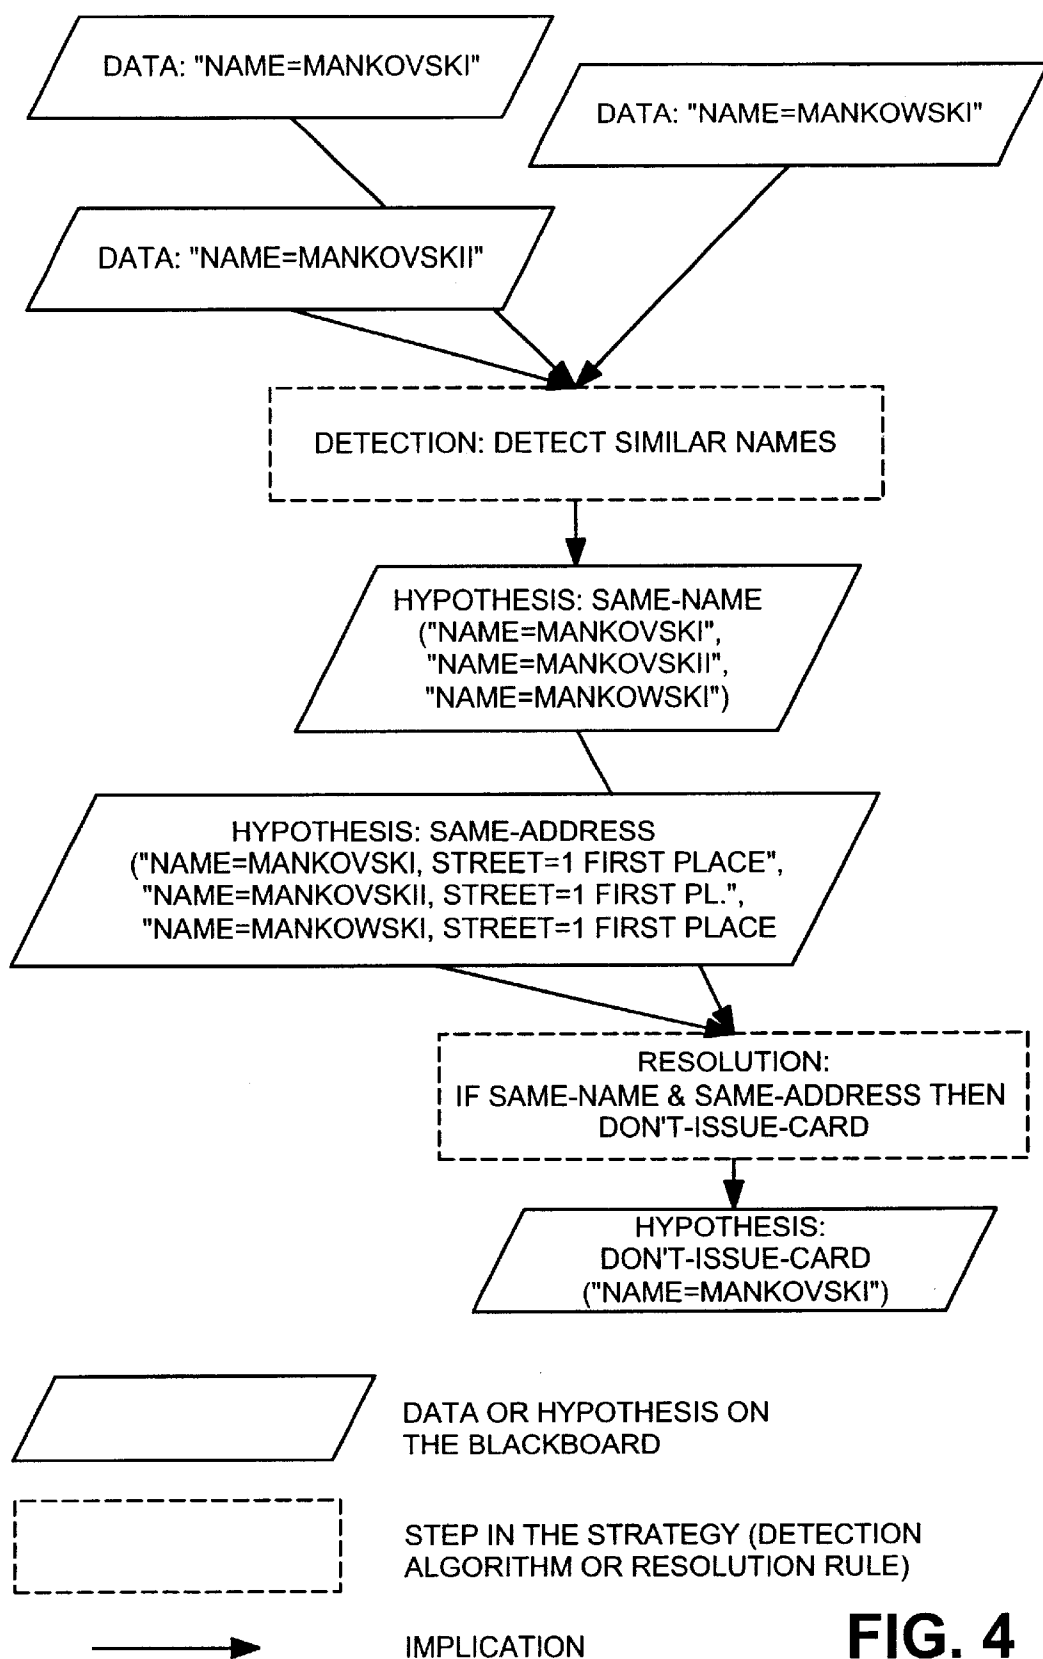 DATA: "NAME=MANKOVSKI"
DATA: "NAME=MANKOWSKI"
DATA: "NAME=MANKOVSKII"
DETECTION: DETECT SIMILAR NAMES
HYPOTHESIS: SAME-NAME
("NAME=MANKOVSKI",
"NAME=MANKOVSKII",
"NAME=MANKOWSKI")
HYPOTHESIS: SAME-ADDRESS
("NAME=MANKOVSKI, STREET=1 FIRST PLACE",
"NAME=MANKOVSKII, STREET=1 FIRST PL.",
"NAME=MANKOWSKI, STREET=1 FIRST PLACE
RESOLUTION:
IF SAME-NAME & SAME-ADDRESS THEN
DON'T-ISSUE-CARD
HYPOTHESIS:
DON'T-ISSUE-CARD
("NAME=MANKOVSKI")
DATA OR HYPOTHESIS ON
THE BLACKBOARD
STEP IN THE STRATEGY (DETECTION
ALGORITHM OR RESOLUTION RULE)
IMPLICATION
FIG. 4